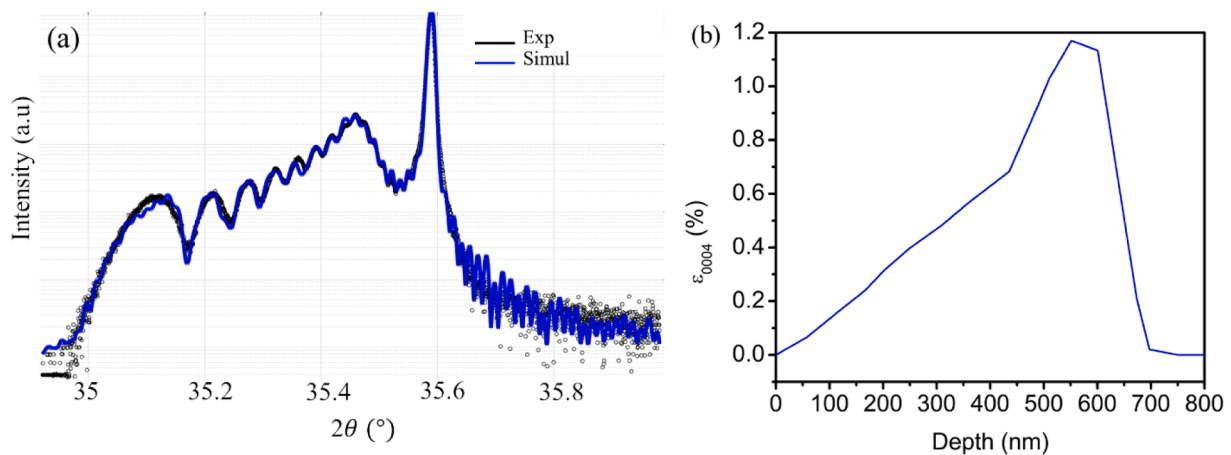 (a)
Exp
Simul
Intensity (a.u)
35
35.2
35.4
35.6
35.8
2θ (°)
(b)
1.2
1.0
0.8
0.6
0.4
0.2
0.0
ε0004 (%)
0 100 200 300 400 500 600 700 800
Depth (nm)